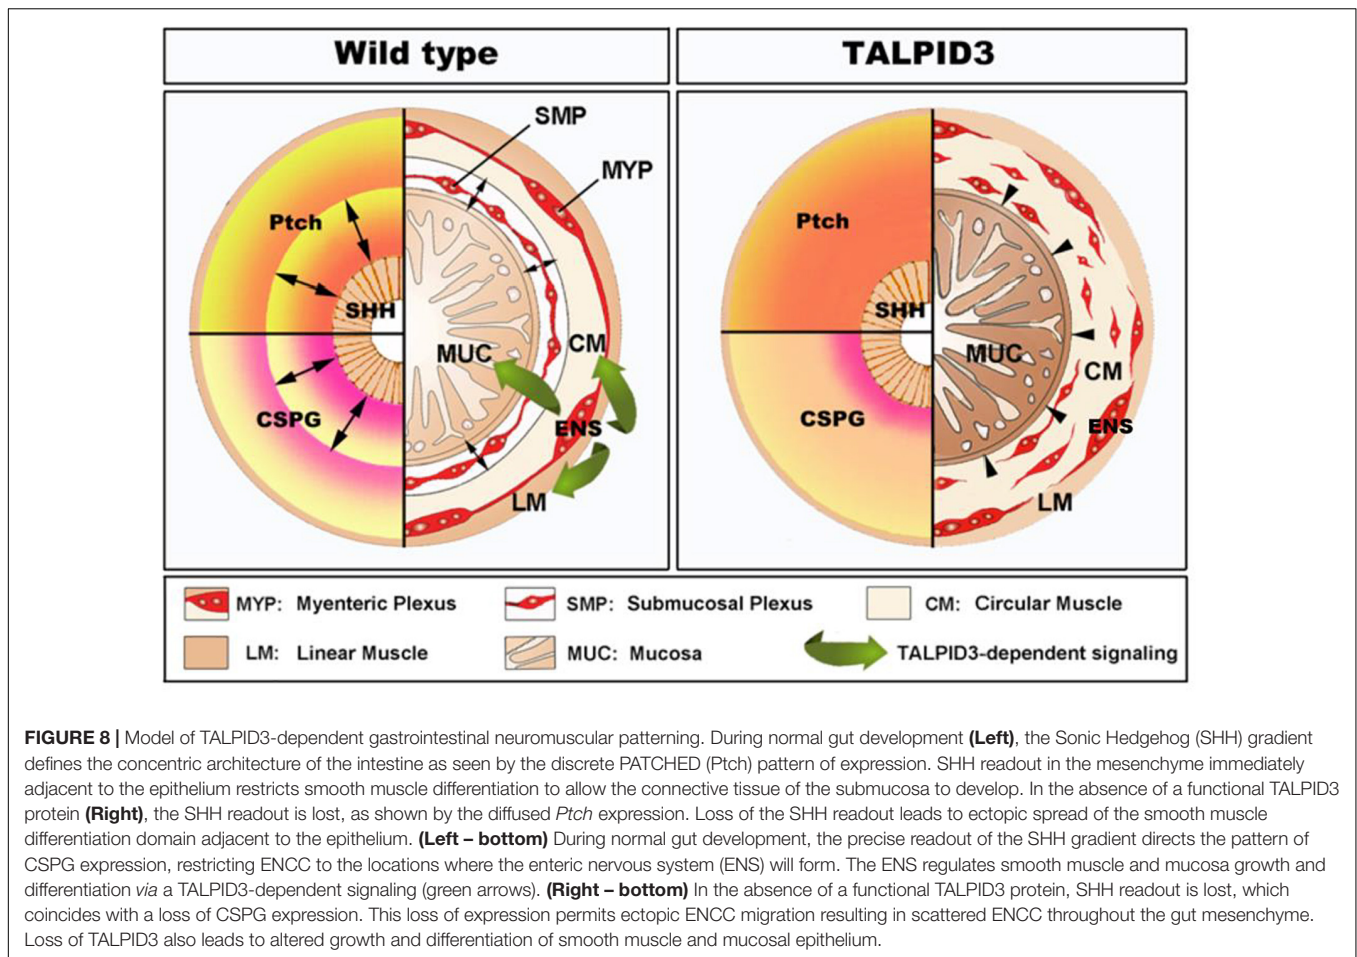 Wild type
TALPID3
SMP
MYP
Ptch
SHH
MUC
CM
CSPG
ENS
LM
Ptch
SHH
MUC
CM
CSPG
ENS
LM
MYP: Myenteric Plexus
SMP: Submucosal Plexus
CM: Circular Muscle
LM: Linear Muscle
MUC: Mucosa
TALPID3-dependent signaling
FIGURE 8 | Model of TALPID3-dependent gastrointestinal neuromuscular patterning. During normal gut development (Left), the Sonic Hedgehog (SHH) gradient
defines the concentric architecture of the intestine as seen by the discrete PATCHED (Ptch) pattern of expression. SHH readout in the mesenchyme immediately
adjacent to the epithelium restricts smooth muscle differentiation to allow the connective tissue of the submucosa to develop. In the absence of a functional TALPID3
protein (Right), the SHH readout is lost, as shown by the diffused Ptch expression. Loss of the SHH readout leads to ectopic spread of the smooth muscle
differentiation domain adjacent to the epithelium. (Left – bottom) During normal gut development, the precise readout of the SHH gradient directs the pattern of
CSPG expression, restricting ENCC to the locations where the enteric nervous system (ENS) will form. The ENS regulates smooth muscle and mucosa growth and
differentiation via a TALPID3-dependent signaling (green arrows). (Right – bottom) In the absence of a functional TALPID3 protein, SHH readout is lost, which
coincides with a loss of CSPG expression. This loss of expression permits ectopic ENCC migration resulting in scattered ENCC throughout the gut mesenchyme.
Loss of TALPID3 also leads to altered growth and differentiation of smooth muscle and mucosal epithelium.